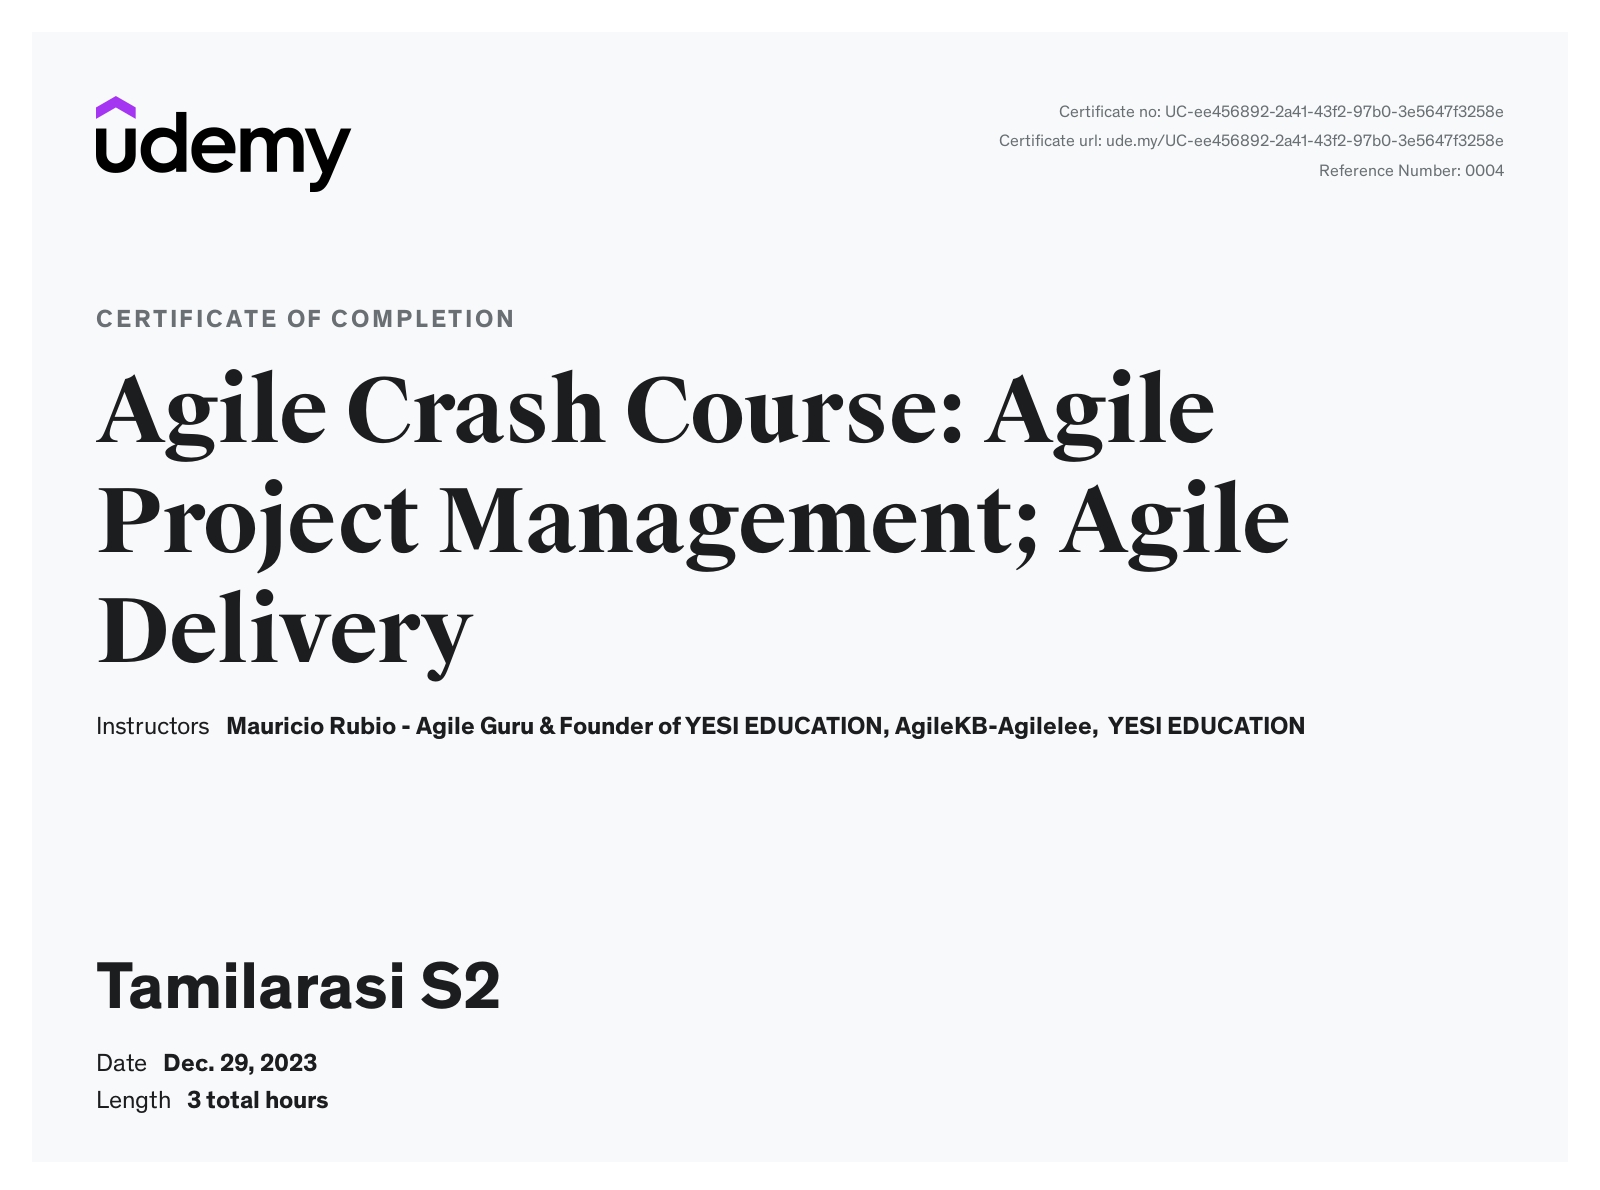 udemy
Certificate no: UC-ee456892-2a41-43f2-97b0-3e5647f3258e
Certificate url: ude.my/UC-ee456892-2a41-43f2-97b0-3e5647f3258e
Reference Number: 0004
CERTIFICATE OF COMPLETION
Agile Crash Course: Agile
Project Management; Agile
Delivery
Instructors Mauricio Rubio - Agile Guru & Founder of YESI EDUCATION, AgileKB-Agilelee, YESI EDUCATION
Tamilarasi S2
Date Dec. 29, 2023
Length 3 total hours